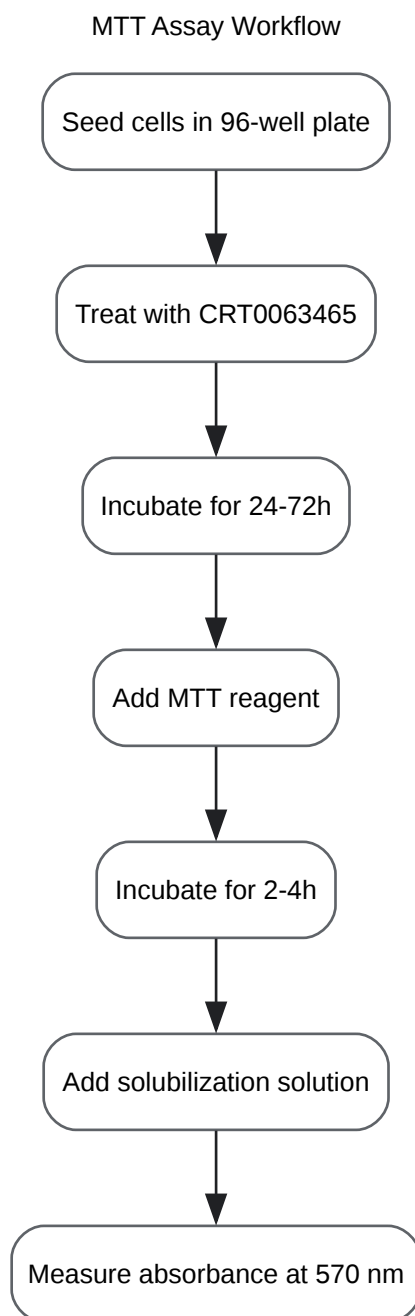 MTT Assay Workflow
Seed cells in 96-well plate
Treat with CRT0063465
Incubate for 24-72h
Add MTT reagent
Incubate for 2-4h
Add solubilization solution
Measure absorbance at 570 nm